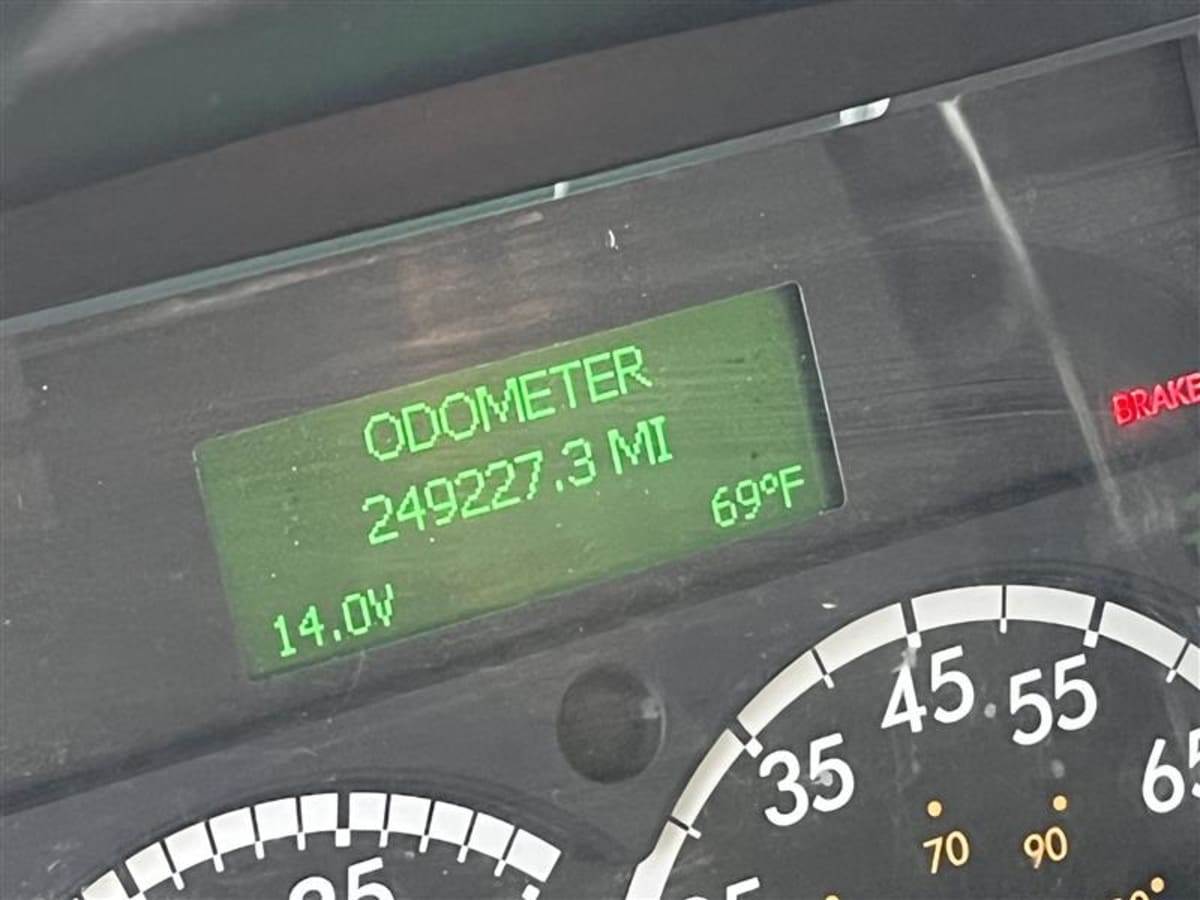 ODOMETER
249227.3 MI
69°F
14.0V
BRAKE
45
55
35
65
70
90